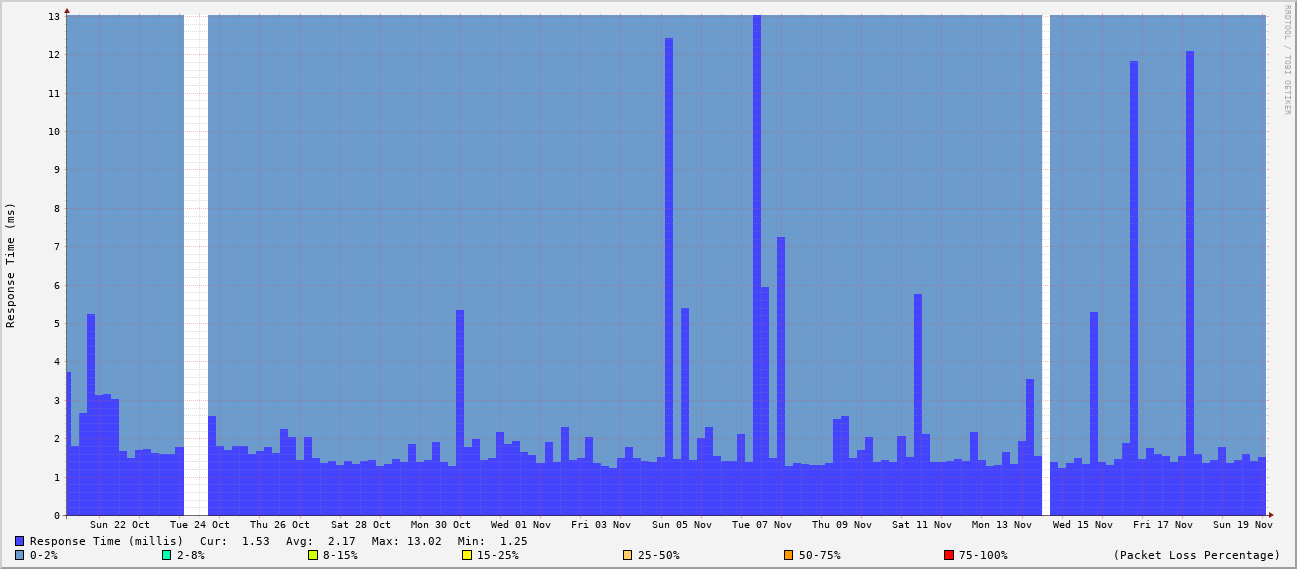 RRDTOOL / TOBI OETIKER
Response Time (ms)
13
12
11
10
9
8
7
6
5
4
3
2
1
0
Sun 22 Oct Tue 24 Oct Thu 26 Oct Sat 28 Oct Mon 30 Oct Wed 01 Nov Fri 03 Nov Sun 05 Nov Tue 07 Nov Thu 09 Nov Sat 11 Nov Mon 13 Nov Wed 15 Nov Fri 17 Nov Sun 19 Nov
Response Time (millis) Cur: 1.53 Avg: 2.17 Max: 13.02 Min: 1.25
0-2% 2-8% 8-15% 15-25% 25-50% 50-75% 75-100% (Packet Loss Percentage)